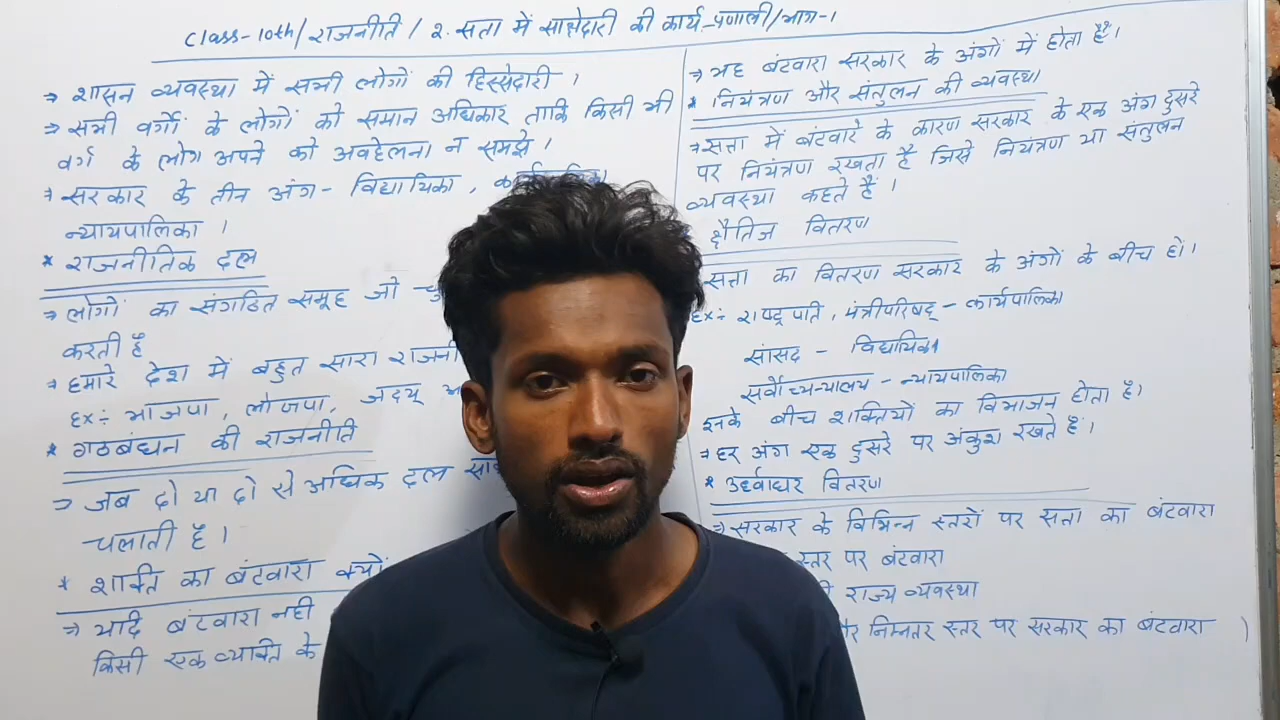 Class-10th/राजनीति/2. सत्ता में साझेदारी की कार्य-प्रणाली/भाग-1
⇒ शासन व्यवस्था में सभी लोगों की हिस्सेदारी ।
⇒ सभी वर्गों के लोगों को समान अधिकार ताकि किसी भी
वर्ग के लोग अपने को अवहेलना न समझे ।
⇒ सरकार के तीन अंग - विद्यायिका,
न्यायपालिका ।
* राजनीतिक दल
⇒ लोगों का संगठित समूह जो
करती है
⇒ हमारे देश में बहुत सारा
Ex÷ भाजपा, लोजपा, जदयू
* गठबंधन की राजनीति
⇒ जब दो या दो से अधिक दल
चलाती है ।
* शक्ति का बंटवारा क्यों
⇒ यदि बंटवारा नही
किसी एक व्यक्ति के
⇒ यह बंटवारा सरकार के अंगों में होता है ।
* नियंत्रण और संतुलन की व्यवस्था
⇒ सत्ता में बंटवारे के कारण सरकार के एक अंग दुसरे
पर नियंत्रण रखता है जिसे नियंत्रण या संतुलन
व्यवस्था कहते हैं ।
क्षैतिज वितरण
सत्ता का वितरण सरकार के अंगों के बीच हो ।
Ex÷ राष्ट्रपति, मंत्रीपरिषद् - कार्यपालिका
सांसद - विद्यायिका
सर्वोच्चन्यालय - न्यायपालिका
इनके बीच शक्तियों का विभाजन होता है ।
⇒ हर अंग एक दुसरे पर अंकुश रखते हैं ।
* उर्ध्वाधर वितरण
⇒ सरकार के विभिन्न स्तरों पर सत्ता का बंटवारा
स्तर पर बंटवारा
राज्य व्यवस्था
निम्नतर स्तर पर सरकार का बंटवारा )